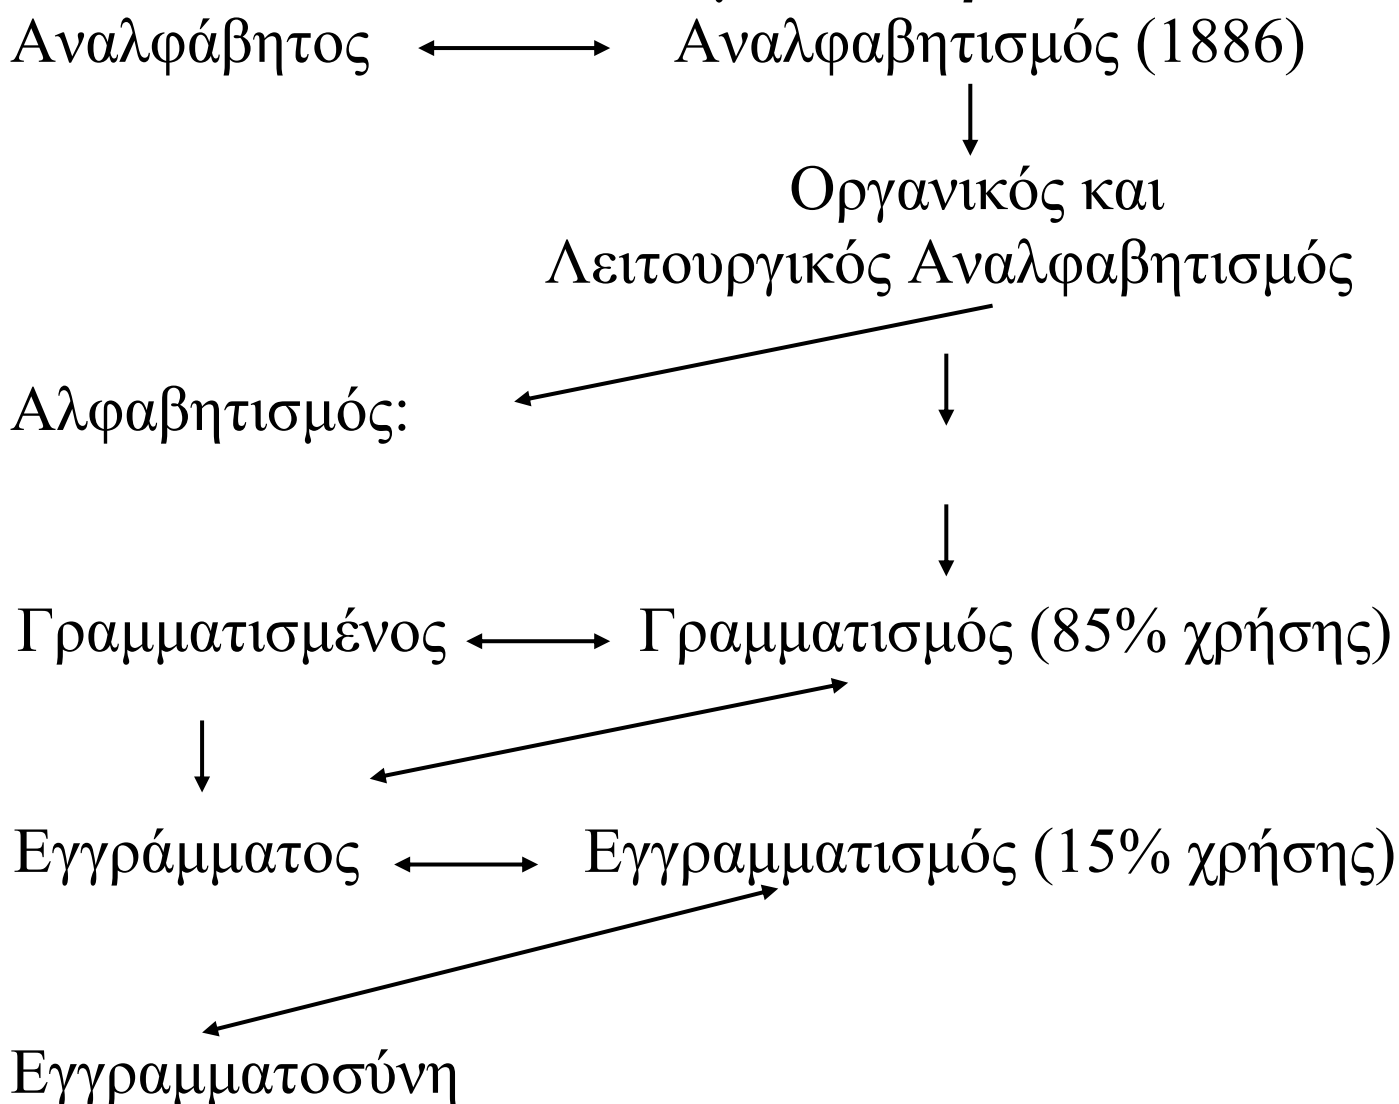 Αναλφάβητος Αναλφαβητισμός (1886)
Οργανικός και
Λειτουργικός Αναλφαβητισμός
Αλφαβητισμός:
Γραμματισμένος Γραμματισμός (85% χρήσης)
Εγγράμματος Εγγραμματισμός (15% χρήσης)
Εγγραμματοσύνη